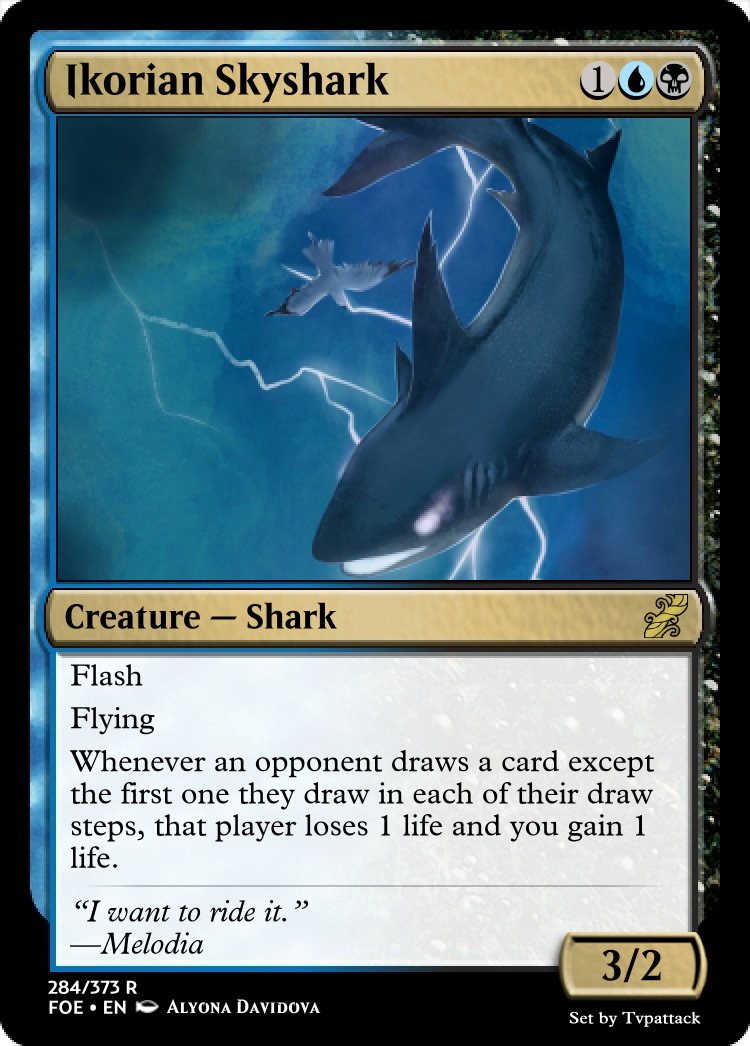 Ikorian Skyshark
1
Creature — Shark
Flash
Flying
Whenever an opponent draws a card except
the first one they draw in each of their draw
steps, that player loses 1 life and you gain 1
life.
“I want to ride it.”
—Melodia
3/2
284/373 R
FOE • EN Alyona Davidova
Set by Tvpattack